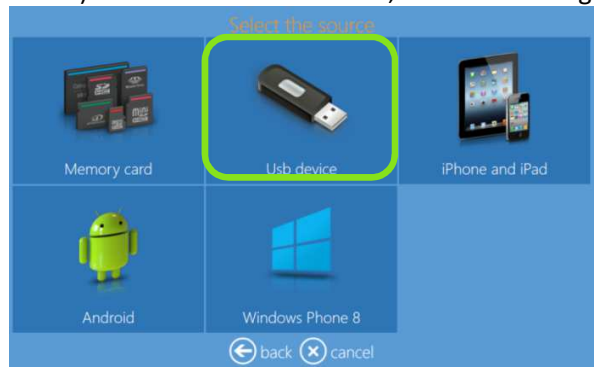 Select the source
Memory card
Usb device
iPhone and iPad
Android
Windows Phone 8
back cancel